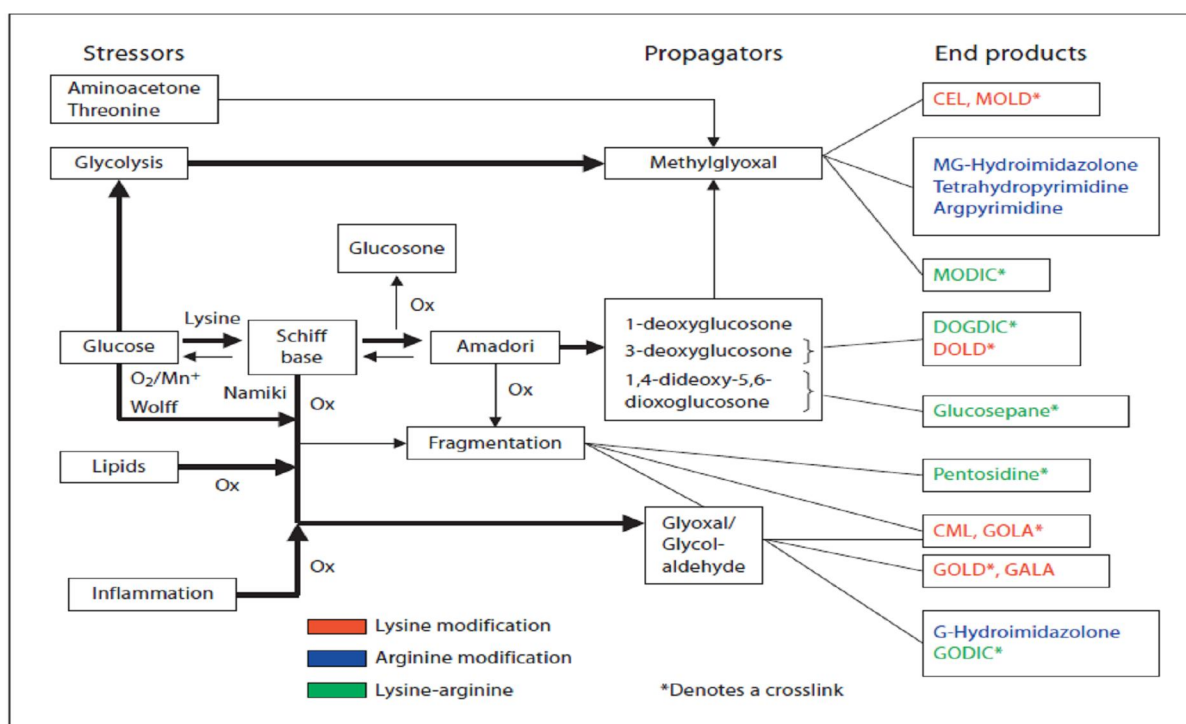 Stressors
Propagators
End products
Aminoacetone
Threonine
CEL, MOLD*
Glycolysis
Methylglyoxal
MG-Hydroimidazolone
Tetrahydropyrimidine
Argpyrimidine
Glucosone
MODIC*
Ox
Lysine
Glucose
Schiff
base
Amadori
1-deoxyglucosone
3-deoxyglucosone
1,4-dideoxy-5,6-
dioxoglucosone
DOGDIC*
DOLD*
O2/Mn+
Wolff
Namiki
Ox
Ox
Glucosepane*
Fragmentation
Lipids
Ox
Pentosidine*
Glyoxal/
Glycol-
aldehyde
CML, GOLA*
GOLD*, GALA
Ox
Inflammation
G-Hydroimidazolone
GODIC*
Lysine modification
Arginine modification
Lysine-arginine
*Denotes a crosslink